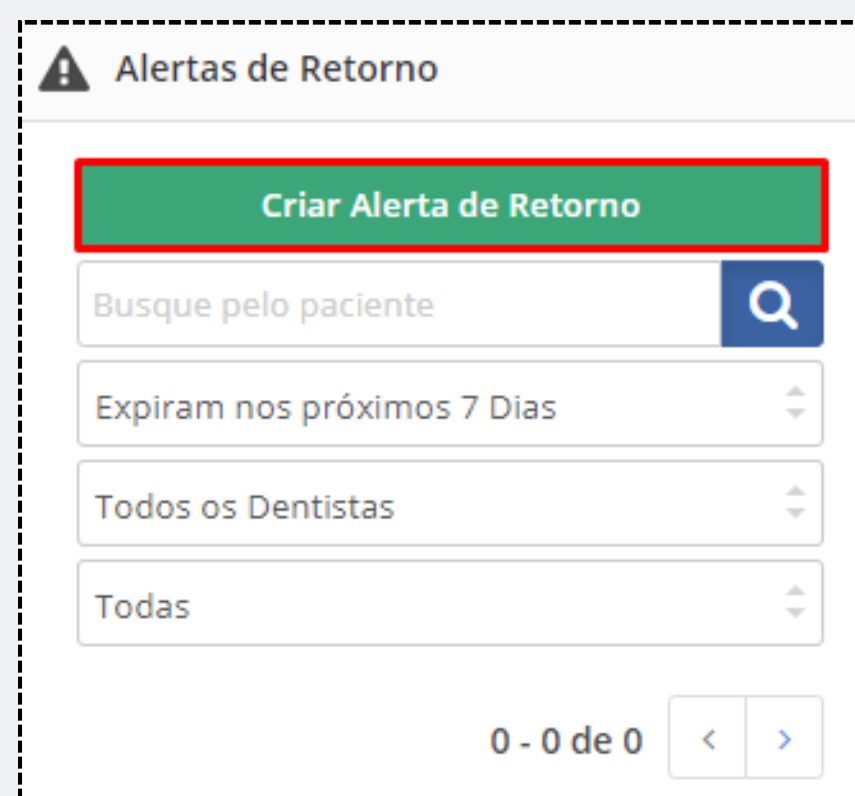 Alertas de Retorno
Criar Alerta de Retorno
Busque pelo paciente
Expiram nos próximos 7 Dias
Todos os Dentistas
Todas
0 - 0 de 0